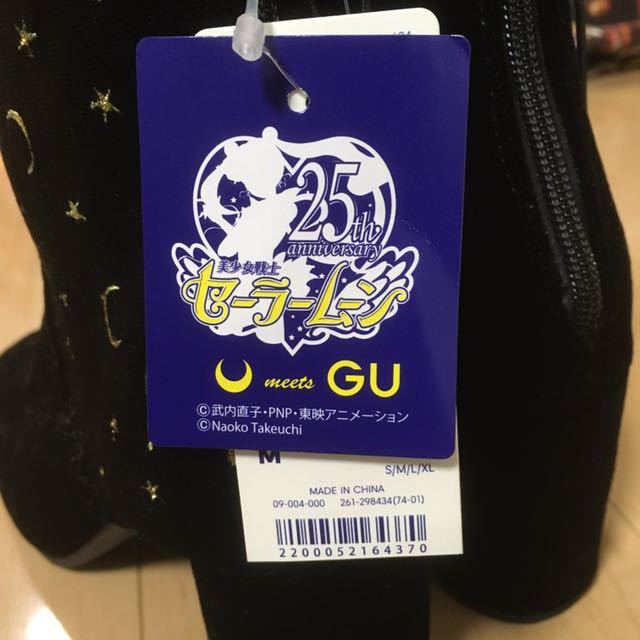 25th
anniversary
美少女戦士
セーラームーン
meets GU
©武内直子・PNP・東映アニメーション
©Naoko Takeuchi
M
S/M/L/XL
MADE IN CHINA
09-004-000 261-298434(74-01)
2200052164370